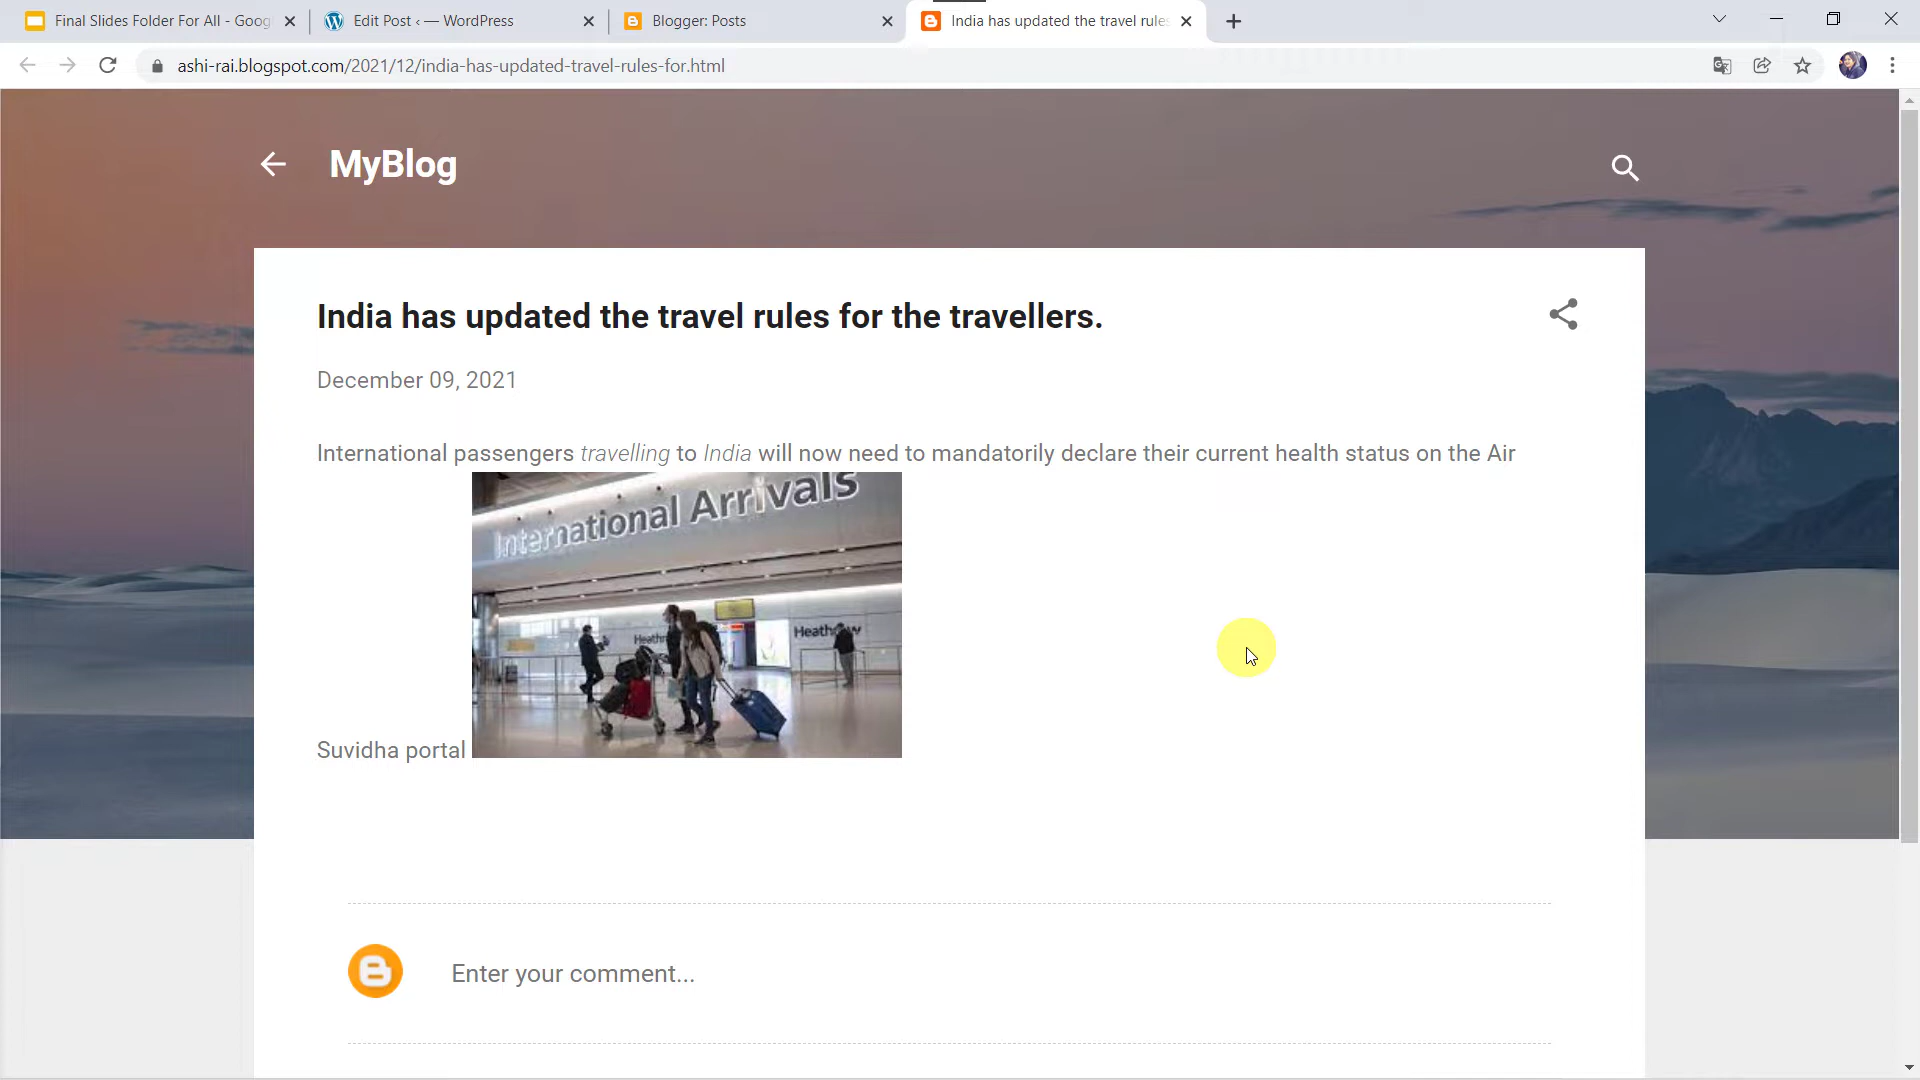 Final Slides Folder For All - Goog
Edit Post ‹ — WordPress
Blogger: Posts
India has updated the travel rules
ashi-rai.blogspot.com/2021/12/india-has-updated-travel-rules-for.html
MyBlog
India has updated the travel rules for the travellers.
December 09, 2021
International passengers travelling to India will now need to mandatorily declare their current health status on the Air
International Arrivals
Suvidha portal
Enter your comment...